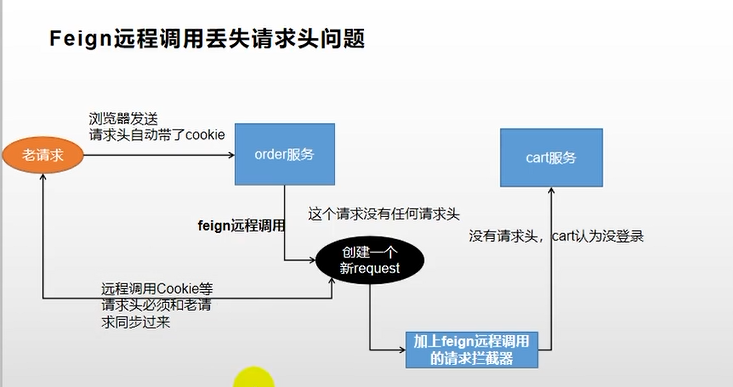 Feign远程调用丢失请求头问题
浏览器发送
请求头自动带了cookie
老请求
order服务
cart服务
feign远程调用
这个请求没有任何请求头
没有请求头，cart认为没登录
创建一个
新request
远程调用Cookie等
请求头必须和老请
求同步过来
加上feign远程调用
的请求拦截器